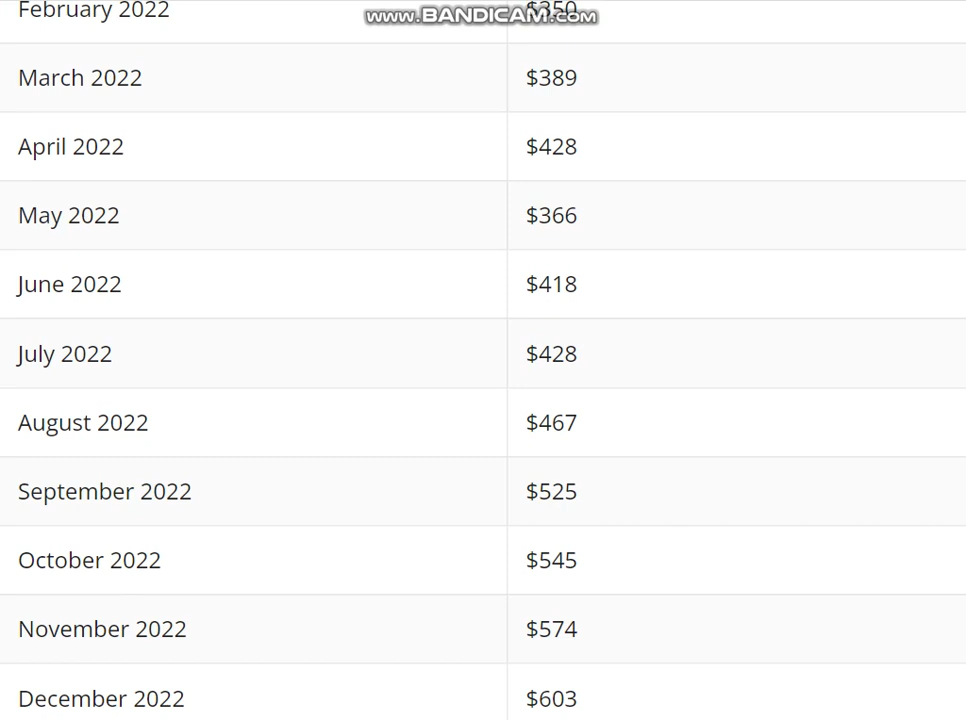 February 2022 $350
www.BANDICAM.com
March 2022 $389
April 2022 $428
May 2022 $366
June 2022 $418
July 2022 $428
August 2022 $467
September 2022 $525
October 2022 $545
November 2022 $574
December 2022 $603